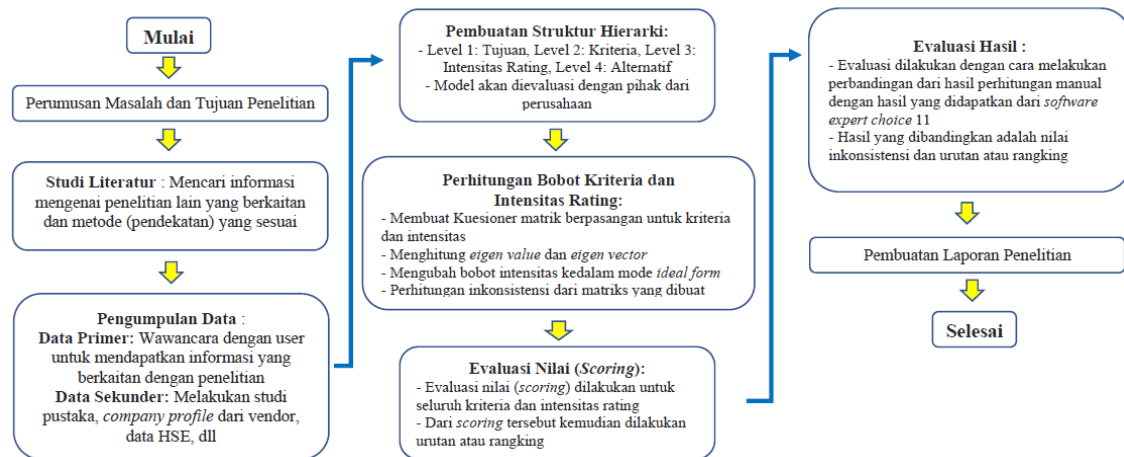 Mulai
Perumusan Masalah dan Tujuan Penelitian
Studi Literatur : Mencari informasi
mengenai penelitian lain yang berkaitan
dan metode (pendekatan) yang sesuai
Pengumpulan Data :
Data Primer: Wawancara dengan user
untuk mendapatkan informasi yang
berkaitan dengan penelitian
Data Sekunder: Melakukan studi
pustaka, company profile dari vendor,
data HSE, dll
Pembuatan Struktur Hierarki:
- Level 1: Tujuan, Level 2: Kriteria, Level 3:
Intensitas Rating, Level 4: Alternatif
- Model akan dievaluasi dengan pihak dari
perusahaan
Perhitungan Bobot Kriteria dan
Intensitas Rating:
- Membuat Kuesioner matrik berpasangan untuk kriteria
dan intensitas
- Menghitung eigen value dan eigen vector
- Mengubah bobot intensitas kedalam mode ideal form
- Perhitungan inkonsistensi dari matriks yang dibuat
Evaluasi Nilai (Scoring):
- Evaluasi nilai (scoring) dilakukan untuk
seluruh kriteria dan intensitas rating
- Dari scoring tersebut kemudian dilakukan
urutan atau rangking
Evaluasi Hasil :
- Evaluasi dilakukan dengan cara melakukan
perbandingan dari hasil perhitungan manual
dengan hasil yang didapatkan dari software
expert choice 11
- Hasil yang dibandingkan adalah nilai
inkonsistensi dan urutan atau rangking
Pembuatan Laporan Penelitian
Selesai